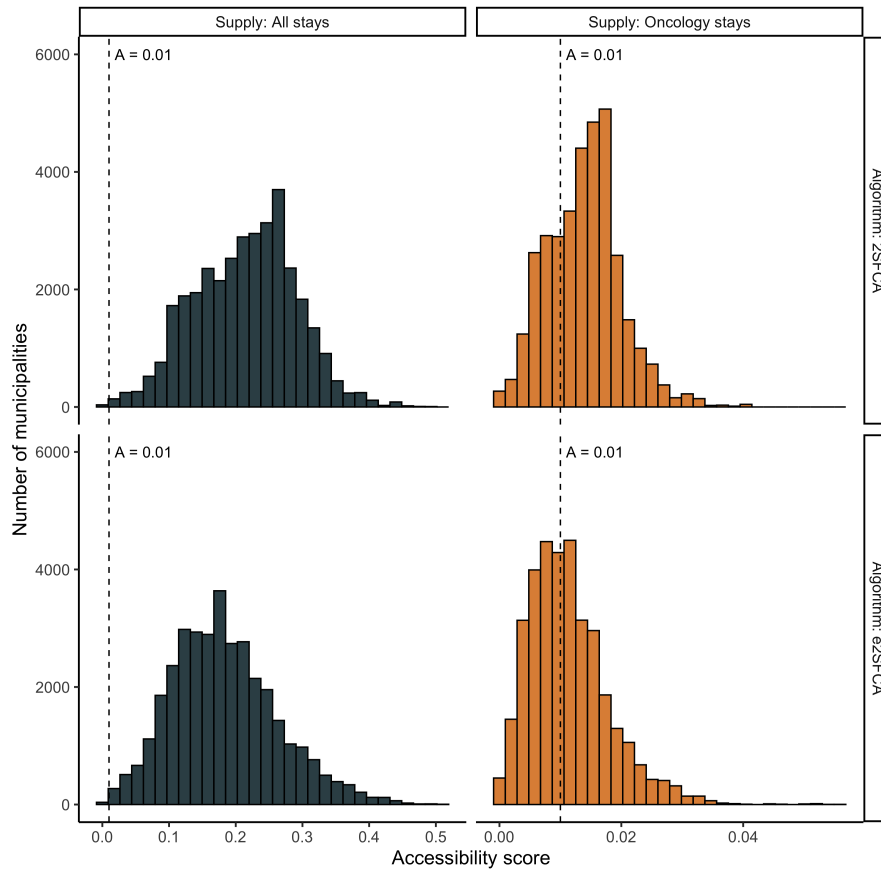 Supply: All stays
Supply: Oncology stays
A = 0.01
A = 0.01
6000
4000
2000
0
Algorithm: 2SFCA
Number of municipalities
A = 0.01
A = 0.01
6000
4000
2000
0
Algorithm: e2SFCA
0.0 0.1 0.2 0.3 0.4 0.5
0.00 0.02 0.04
Accessibility score